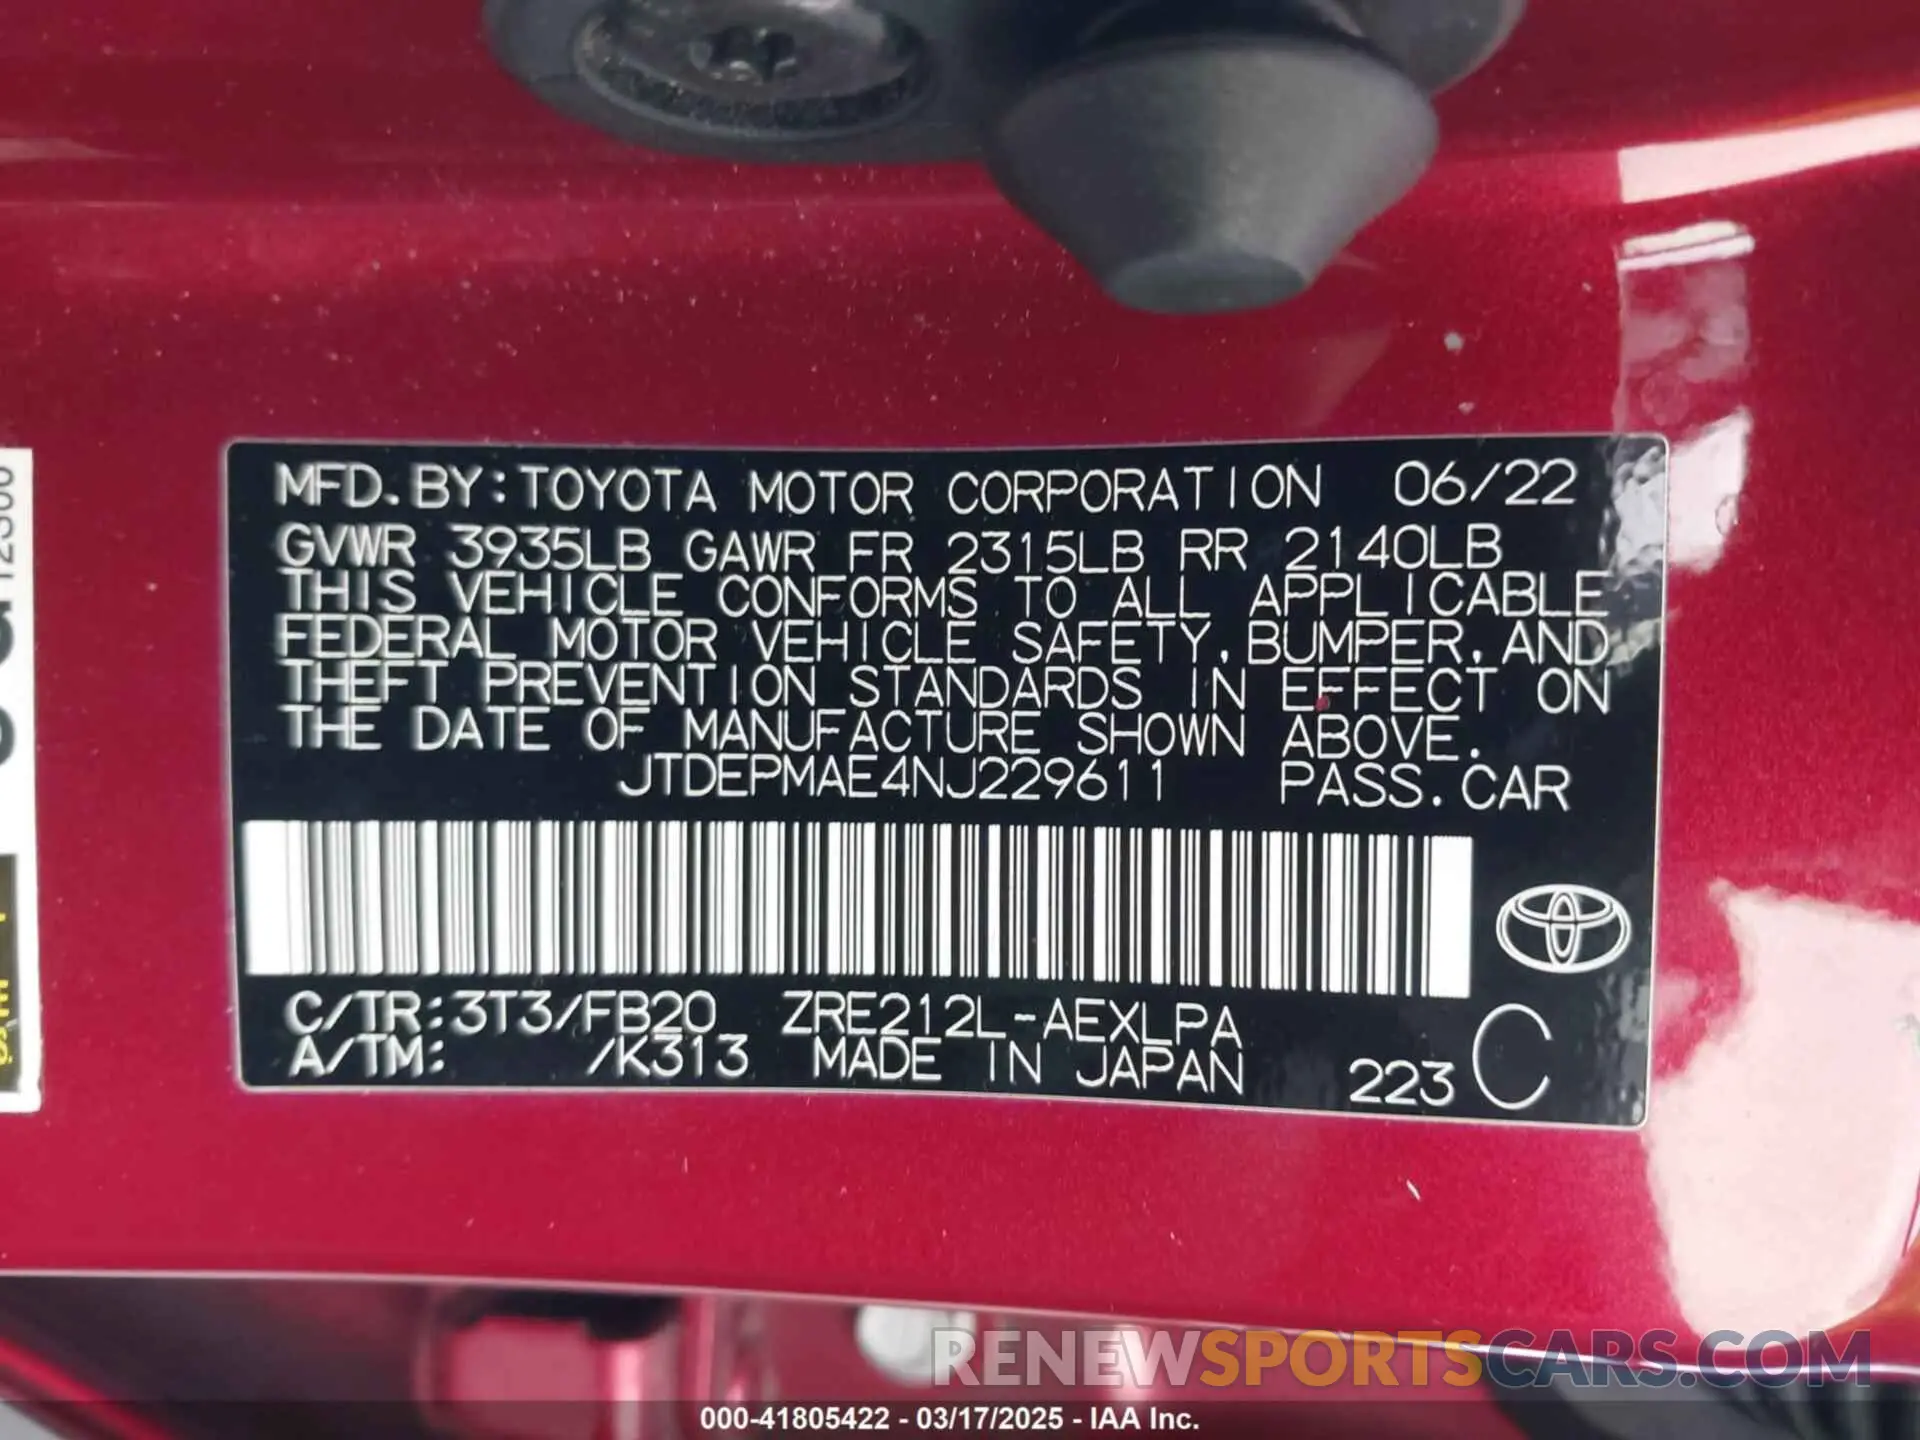 MFD. BY: TOYOTA MOTOR CORPORATION 06/22
GVWR 3935LB GAWR FR 2315LB RR 2140LB
THIS VEHICLE CONFORMS TO ALL APPLICABLE
FEDERAL MOTOR VEHICLE SAFETY, BUMPER, AND
THEFT PREVENTION STANDARDS IN EFFECT ON
THE DATE OF MANUFACTURE SHOWN ABOVE.
JTDEPMAE4NJ229611 PASS. CAR
C/TR: 3T3/FB20 ZRE212L-AEXLPA
A/TM: /K313 MADE IN JAPAN 223 C
RENEWSPORTSCARS.COM
000-41805422 - 03/17/2025 - IAA Inc.